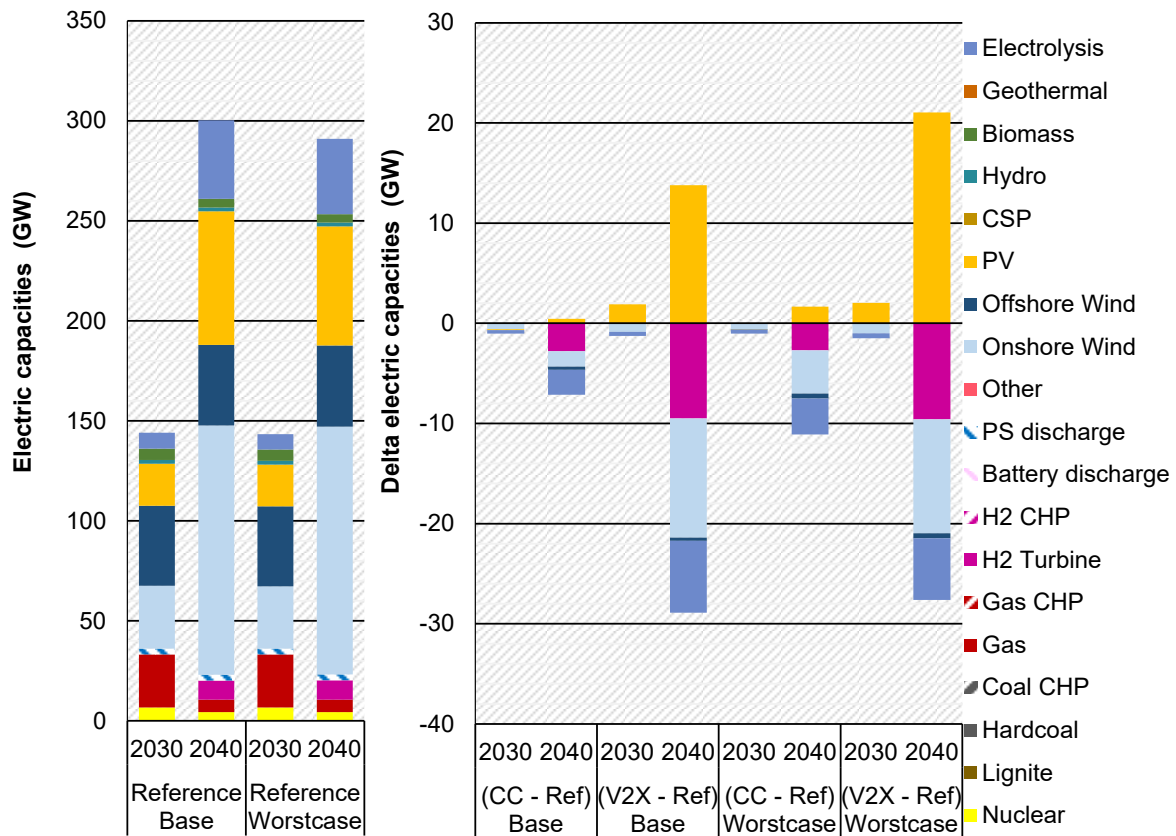 Electric capacities (GW)
350
300
250
200
150
100
50
0
2030 2040 2030 2040
Reference Reference
Base Worstcase
Delta electric capacities (GW)
30
20
10
0
-10
-20
-30
-40
2030 2040 2030 2040 2030 2040 2030 2040
(CC - Ref) (V2X - Ref) (CC - Ref) (V2X - Ref)
Base Base Worstcase Worstcase
Electrolysis
Geothermal
Biomass
Hydro
CSP
PV
Offshore Wind
Onshore Wind
Other
PS discharge
Battery discharge
H2 CHP
H2 Turbine
Gas CHP
Gas
Coal CHP
Hardcoal
Lignite
Nuclear